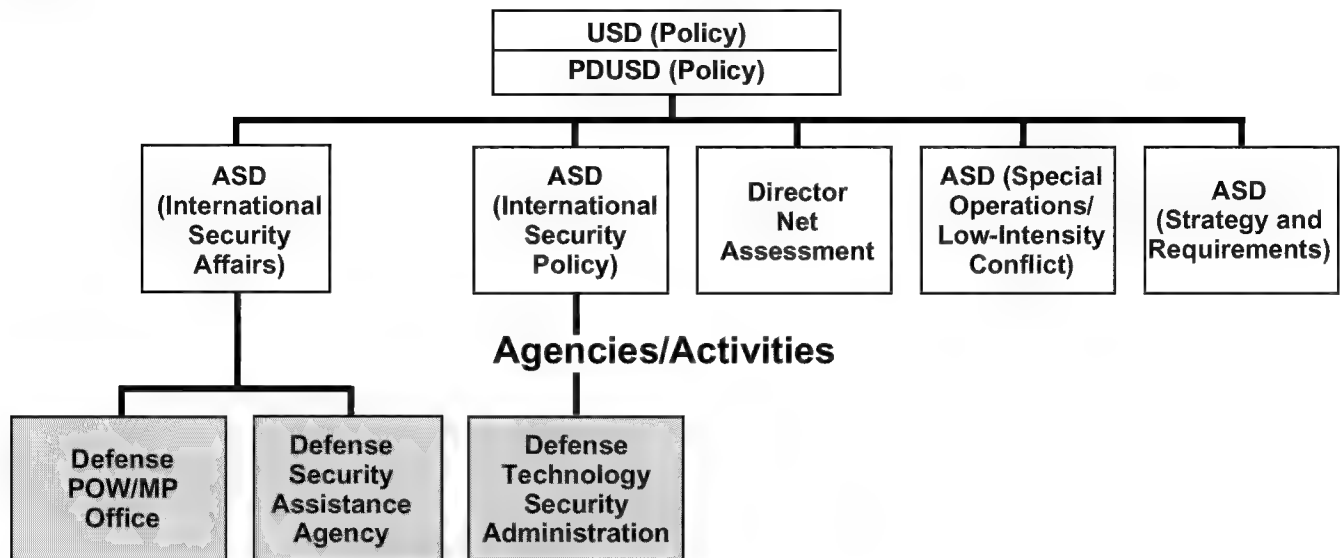 USD (Policy)
PDUSD (Policy)
ASD
(International
Security
Affairs)
ASD
(International
Security
Policy)
Director
Net
Assessment
ASD (Special
Operations/
Low-Intensity
Conflict)
ASD
(Strategy and
Requirements)
Agencies/Activities
Defense
POW/MP
Office
Defense
Security
Assistance
Agency
Defense
Technology
Security
Administration